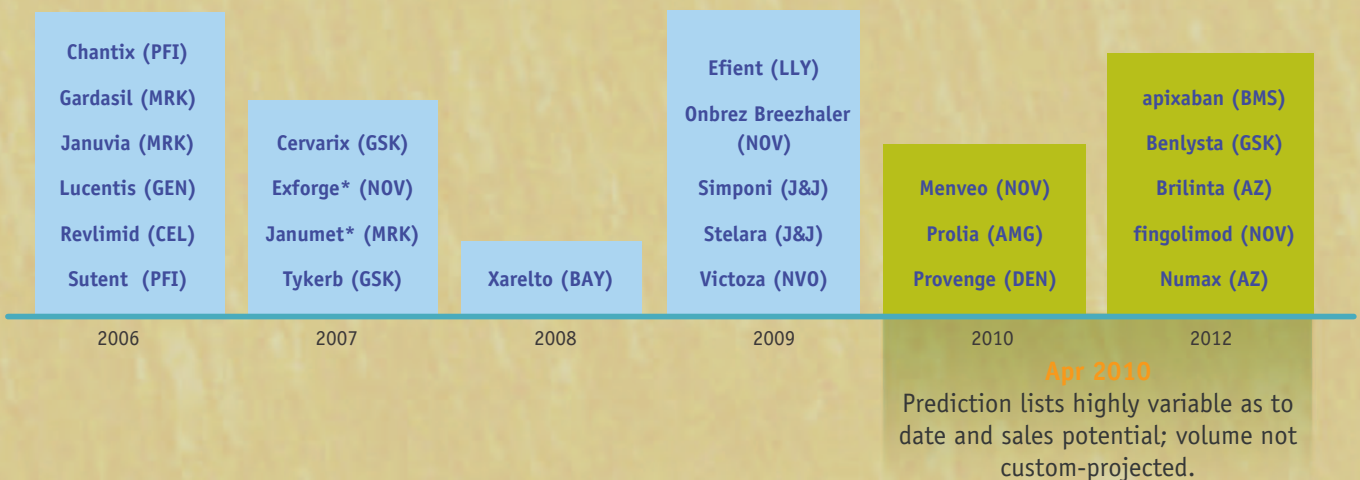 Chantix (PFI)
Gardasil (MRK)
Januvia (MRK)
Lucentis (GEN)
Revlimid (CEL)
Sutent (PFI)
Cervarix (GSK)
Exforge* (NOV)
Janumet* (MRK)
Tykerb (GSK)
Xarelto (BAY)
Efient (LLY)
Onbrez Breezhaler
(NOV)
Simponi (J&J)
Stelara (J&J)
Victoza (NVO)
Menveo (NOV)
Prolia (AMG)
Provenge (DEN)
apixaban (BMS)
Benlysta (GSK)
Brilinta (AZ)
fingolimod (NOV)
Numax (AZ)
2006
2007
2008
2009
2010
2012
Apr 2010
Prediction lists highly variable as to
date and sales potential; volume not
custom-projected.